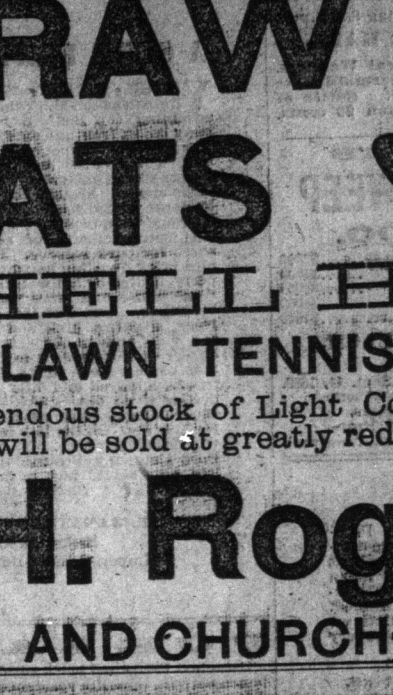 RAW
ATS
HELL H
LAWN TENNIS
endous stock of Light Co
will be sold at greatly red
H. Rog
AND CHURCH-